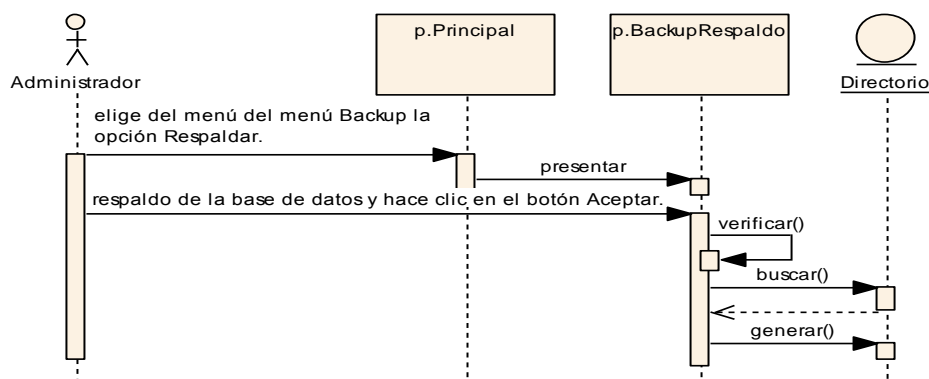 p.Principal
p.BackupRespaldo
Administrador
Directorio
elige del menú del menú Backup la
opción Respaldar.
presentar
respaldo de la base de datos y hace clic en el botón Aceptar.
verificar()
buscar()
generar()